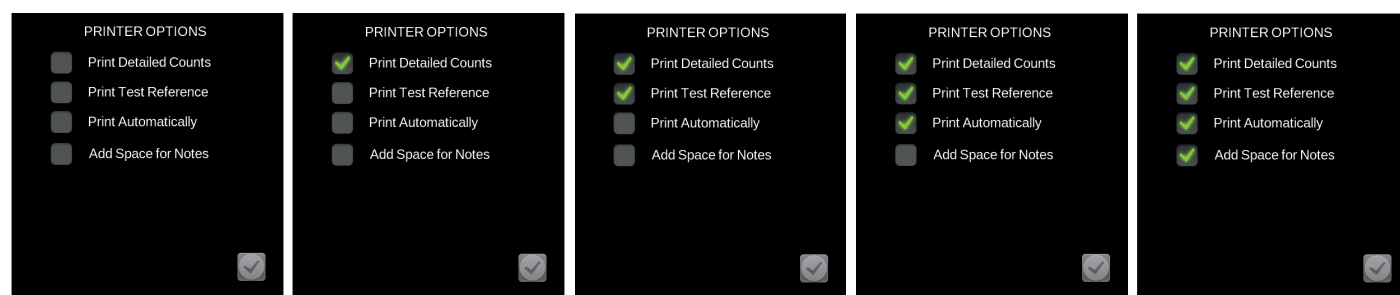 PRINTER OPTIONS
Print Detailed Counts
Print Test Reference
Print Automatically
Add Space for Notes
PRINTER OPTIONS
Print Detailed Counts
Print Test Reference
Print Automatically
Add Space for Notes
PRINTER OPTIONS
Print Detailed Counts
Print Test Reference
Print Automatically
Add Space for Notes
PRINTER OPTIONS
Print Detailed Counts
Print Test Reference
Print Automatically
Add Space for Notes
PRINTER OPTIONS
Print Detailed Counts
Print Test Reference
Print Automatically
Add Space for Notes